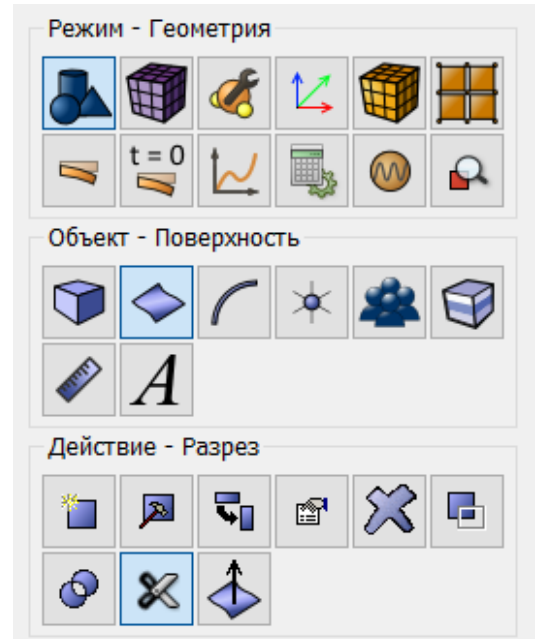 Режим - Геометрия
t = 0
Объект - Поверхность
A
Действие - Разрез